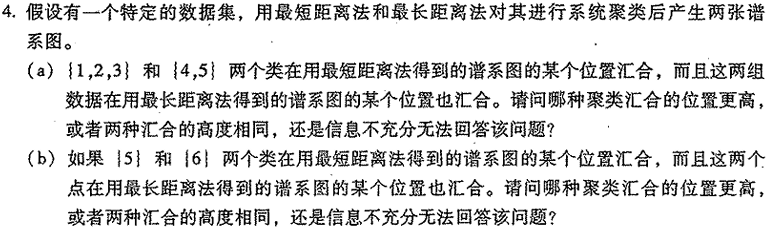 4. 假设有一个特定的数据集，用最短距离法和最长距离法对其进行系统聚类后产生两张谱
系图。
(a) {1,2,3} 和 {4,5} 两个类在用最短距离法得到的谱系图的某个位置汇合，而且这两组
数据在用最长距离法得到的谱系图的某个位置也汇合。请问哪种聚类汇合的位置更高，
或者两种汇合的高度相同，还是信息不充分无法回答该问题？
(b) 如果 {5} 和 {6} 两个类在用最短距离法得到的谱系图的某个位置汇合，而且这两个
点在用最长距离法得到的谱系图的某个位置也汇合。请问哪种聚类汇合的位置更高，
或者两种汇合的高度相同，还是信息不充分无法回答该问题？